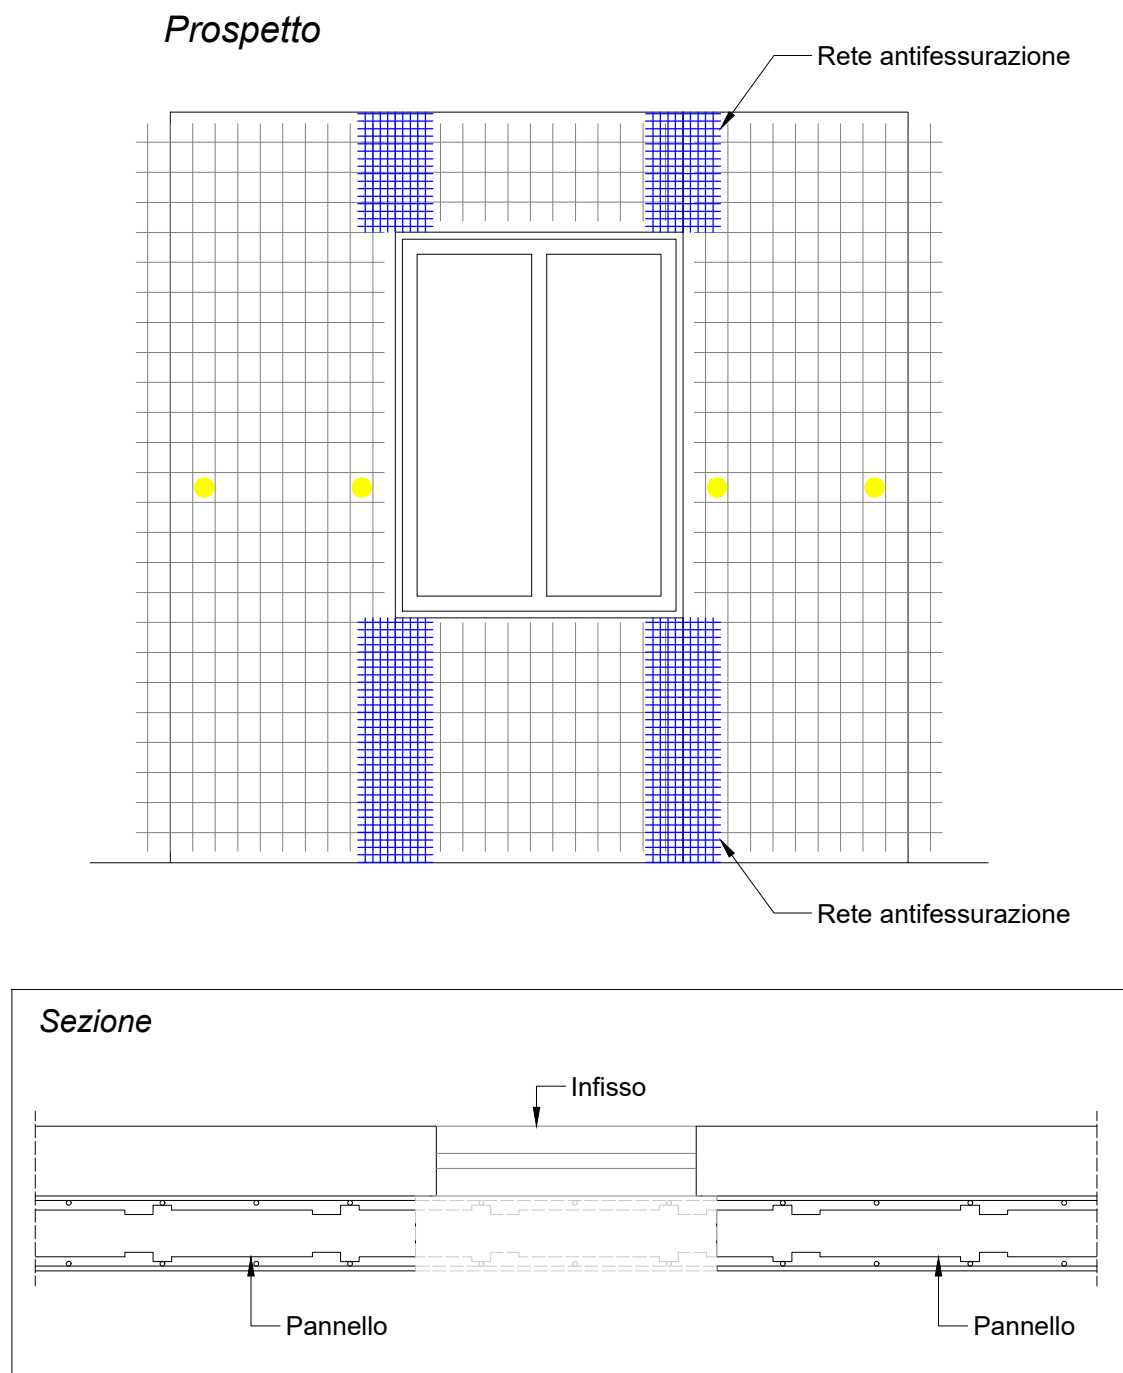 Prospetto
Rete antifessurazione
Rete antifessurazione
Sezione
Infisso
Pannello
Pannello